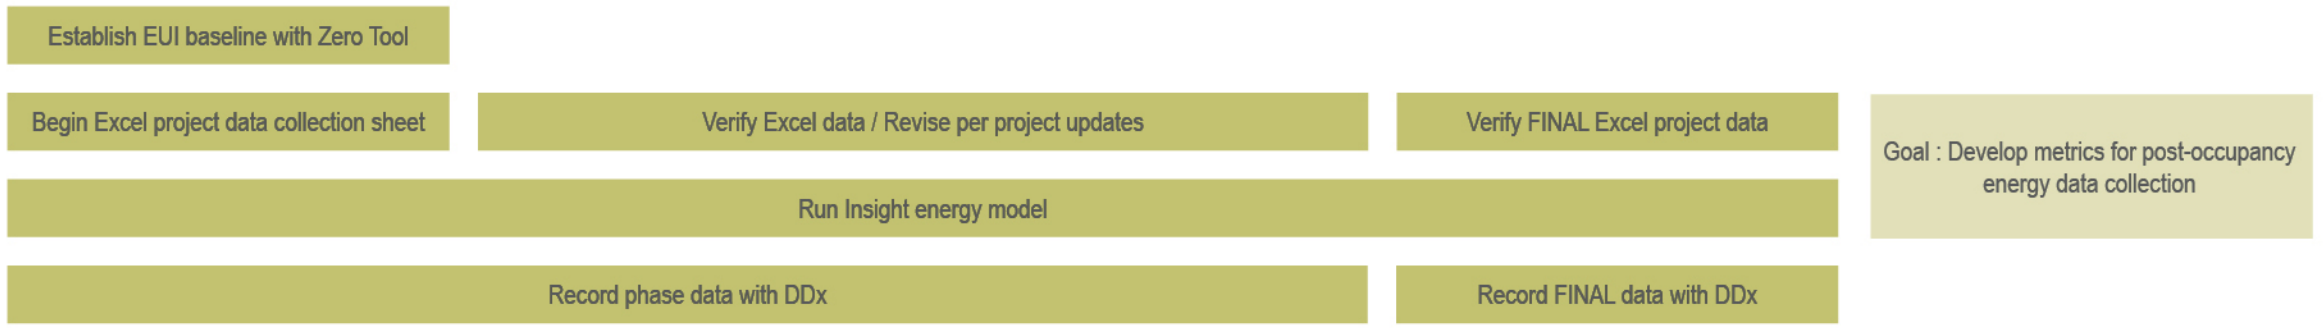 Establish EUI baseline with Zero Tool
Begin Excel project data collection sheet
Verify Excel data / Revise per project updates
Verify FINAL Excel project data
Goal : Develop metrics for post-occupancy
energy data collection
Run Insight energy model
Record phase data with DDx
Record FINAL data with DDx